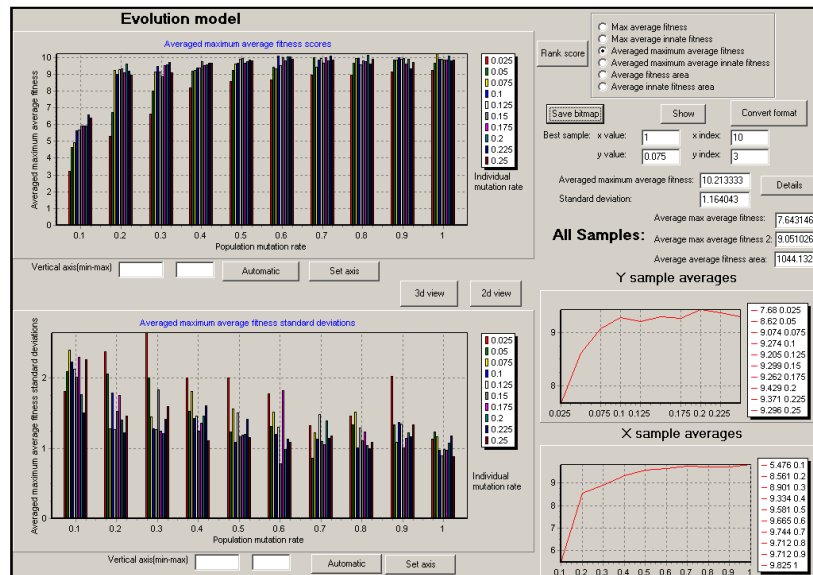 Evolution model
Averaged maximum average fitness scores
Averaged maximum average fitness
10
9
8
7
6
5
4
3
2
1
0
0.1 0.2 0.3 0.4 0.5 0.6 0.7 0.8 0.9 1
Population mutation rate
0.025
0.05
0.075
0.1
0.125
0.15
0.175
0.2
0.225
0.25
Individual
mutation rate
Vertical axis(min-max)
Automatic
Set axis
3d view
2d view
Averaged maximum average fitness standard deviations
Averaged maximum average fitness standard deviations
2
1
0
0.1 0.2 0.3 0.4 0.5 0.6 0.7 0.8 0.9 1
Population mutation rate
0.025
0.05
0.075
0.1
0.125
0.15
0.175
0.2
0.225
0.25
Individual
mutation rate
Vertical axis(min-max)
Automatic
Set axis
Rank score
Max average fitness
Max average innate fitness
Averaged maximum average fitness
Averaged maximum average innate fitness
Average fitness area
Average innate fitness area
Save bitmap
Show
Convert format
Best sample: x value: 1 x index: 10
y value: 0.075 y index: 3
Averaged maximum average fitness: 10.213333
Standard deviation: 1.164043
Details
All Samples:
Average max average fitness: 7.643146
Average max average fitness 2: 9.051026
Average average fitness area: 1044.132
Y sample averages
9
8
0.025 0.075 0.1 0.125 0.175 0.2 0.225
7.68 0.025
8.62 0.05
9.074 0.075
9.274 0.1
9.205 0.125
9.299 0.15
9.262 0.175
9.429 0.2
9.371 0.225
9.296 0.25
X sample averages
9
8
7
6
0.1 0.2 0.3 0.4 0.5 0.6 0.7 0.8 0.9 1
5.476 0.1
8.561 0.2
8.901 0.3
9.334 0.4
9.581 0.5
9.665 0.6
9.744 0.7
9.712 0.8
9.712 0.9
9.825 1